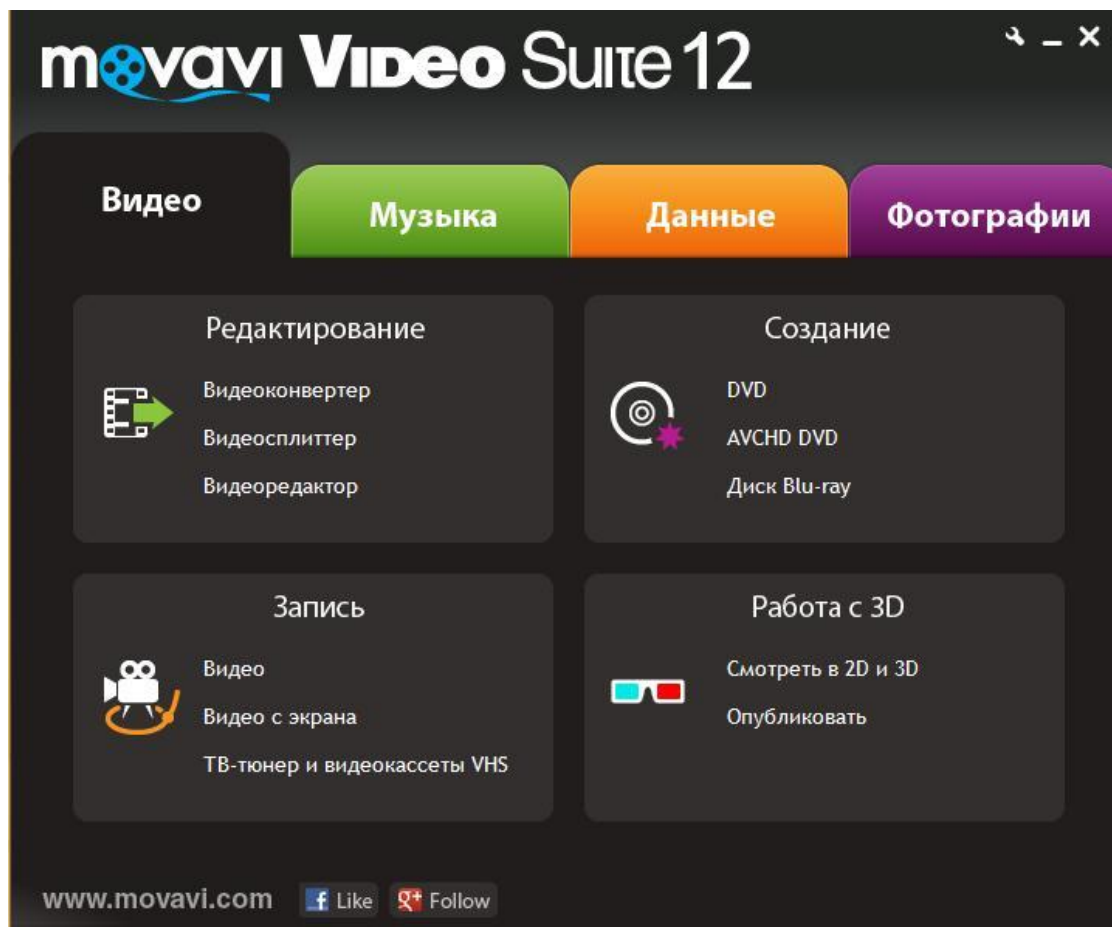 movavi VIDEO SUITE 12
Видео
Музыка
Данные
Фотографии
Редактирование
Видеоконвертер
Видеосплиттер
Видеоредактор
Создание
DVD
AVCHD DVD
Диск Blu-ray
Запись
Видео
Видео с экрана
ТВ-тюнер и видеокассеты VHS
Работа с 3D
Смотреть в 2D и 3D
Опубликовать
www.movavi.com
f Like
g+ Follow